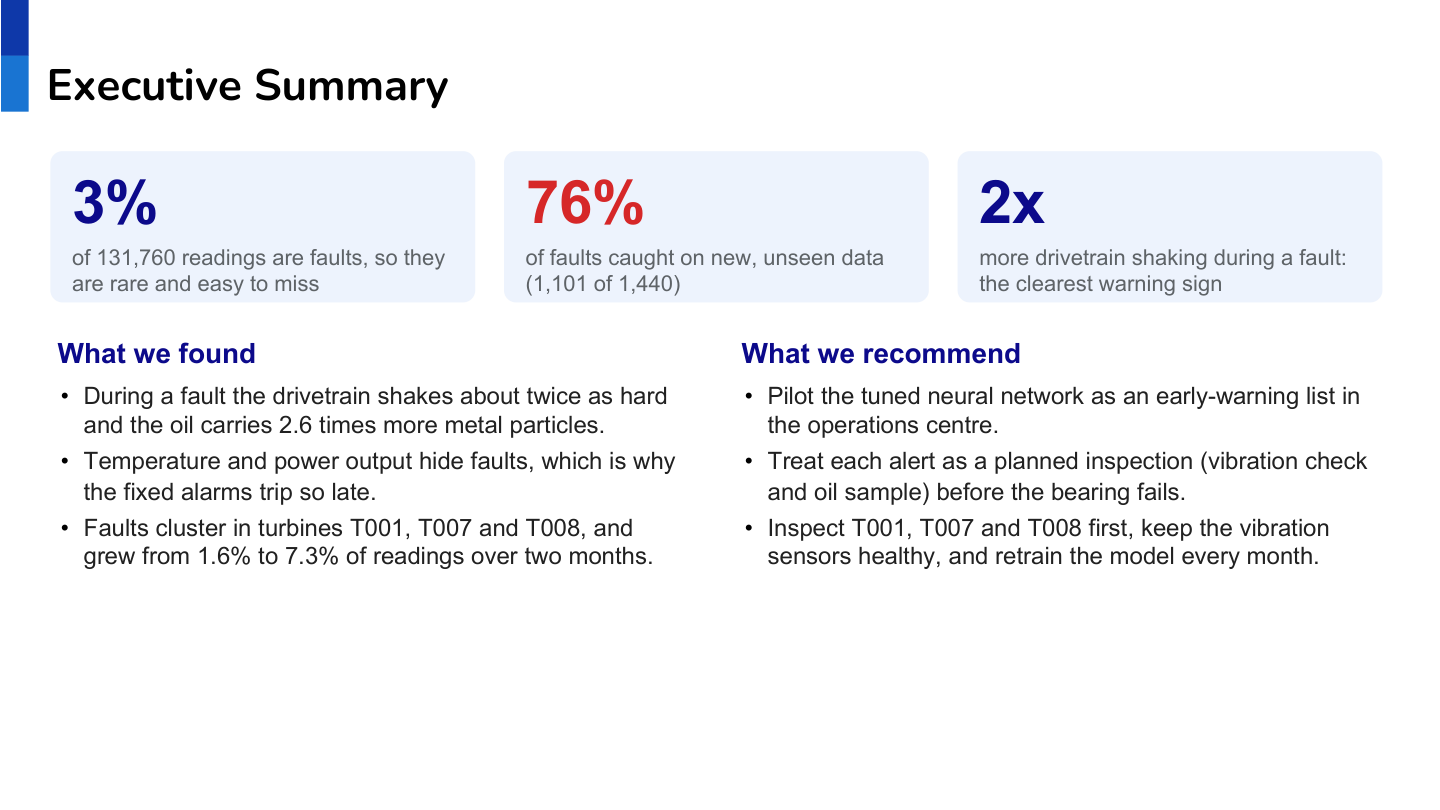 Executive Summary
3%
of 131,760 readings are faults, so they
are rare and easy to miss
76%
of faults caught on new, unseen data
(1,101 of 1,440)
2x
more drivetrain shaking during a fault:
the clearest warning sign
What we found
• During a fault the drivetrain shakes about twice as hard
and the oil carries 2.6 times more metal particles.
• Temperature and power output hide faults, which is why
the fixed alarms trip so late.
• Faults cluster in turbines T001, T007 and T008, and
grew from 1.6% to 7.3% of readings over two months.
What we recommend
• Pilot the tuned neural network as an early-warning list in
the operations centre.
• Treat each alert as a planned inspection (vibration check
and oil sample) before the bearing fails.
• Inspect T001, T007 and T008 first, keep the vibration
sensors healthy, and retrain the model every month.